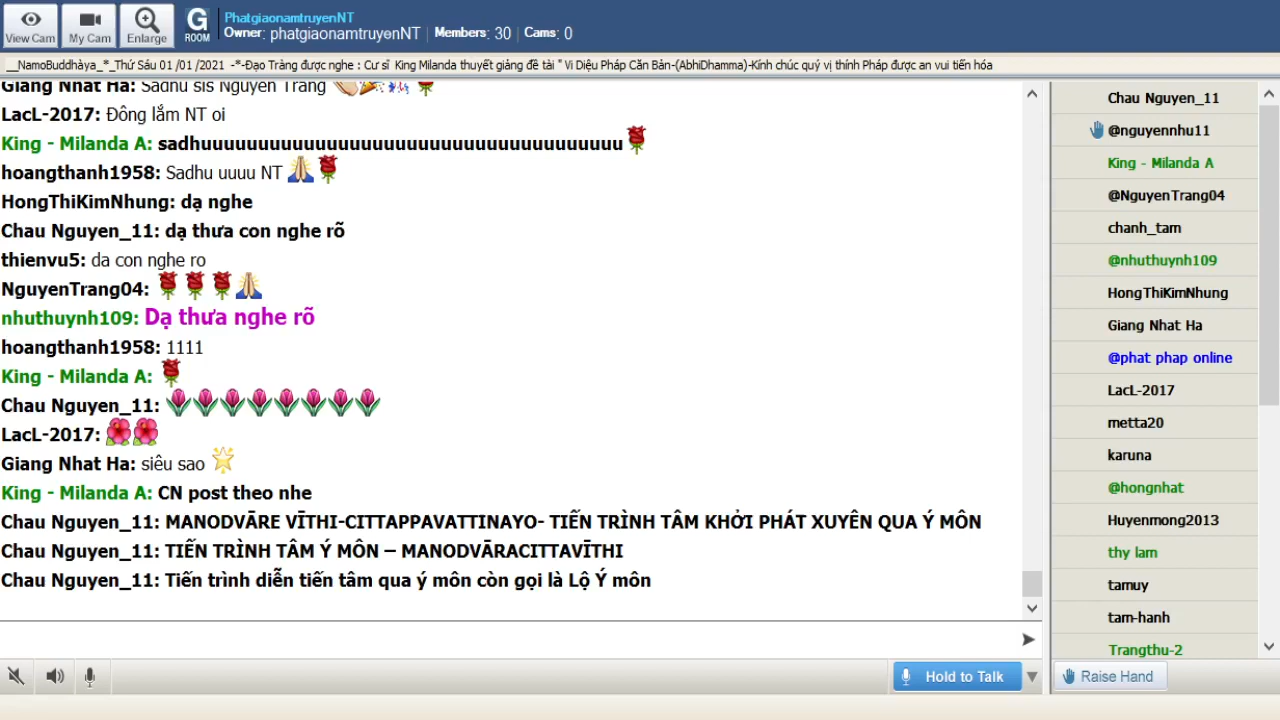 View Cam
My Cam
Enlarge
G
ROOM
PhatgiaonamtruyenNT
Owner: phatgiaonamtruyenNT | Members: 30 | Cams: 0
__NamoBuddhàya_*_Thứ Sáu 01 /01 /2021 -*-Đạo Tràng được nghe : Cư sĩ King Milanda thuyết giảng đề tài " Vi Diệu Pháp Căn Bản-(AbhiDhamma)-Kính chúc quý vị thính Pháp được an vui tiến hóa
Giang Nhat Ha: Sadhu sis Nguyen Trang
LacL-2017: Đông lắm NT oi
King - Milanda A: sadhuuuuuuuuuuuuuuuuuuuuuuuuuuuuuuuuuuuuuu
hoangthanh1958: Sadhu uuuu NT
HongThiKimNhung: dạ nghe
Chau Nguyen_11: dạ thưa con nghe rõ
thienvu5: da con nghe ro
NguyenTrang04:
nhuthuynh109: Dạ thưa nghe rõ
hoangthanh1958: 1111
King - Milanda A:
Chau Nguyen_11:
LacL-2017:
Giang Nhat Ha: siêu sao
King - Milanda A: CN post theo nhe
Chau Nguyen_11: MANODVĀRE VĪTHI-CITTAPPAVATTINAYO- TIẾN TRÌNH TÂM KHỞI PHÁT XUYÊN QUA Ý MÔN
Chau Nguyen_11: TIẾN TRÌNH TÂM Ý MÔN – MANODVĀRACITTAVĪTHI
Chau Nguyen_11: Tiến trình diễn tiến tâm qua ý môn còn gọi là Lộ Ý môn
Hold to Talk
Chau Nguyen_11
@nguyennhu11
King - Milanda A
@NguyenTrang04
chanh_tam
@nhuthuynh109
HongThiKimNhung
Giang Nhat Ha
@phat phap online
LacL-2017
metta20
karuna
@hongnhat
Huyenmong2013
thy lam
tamuy
tam-hanh
Trangthu-2
Raise Hand